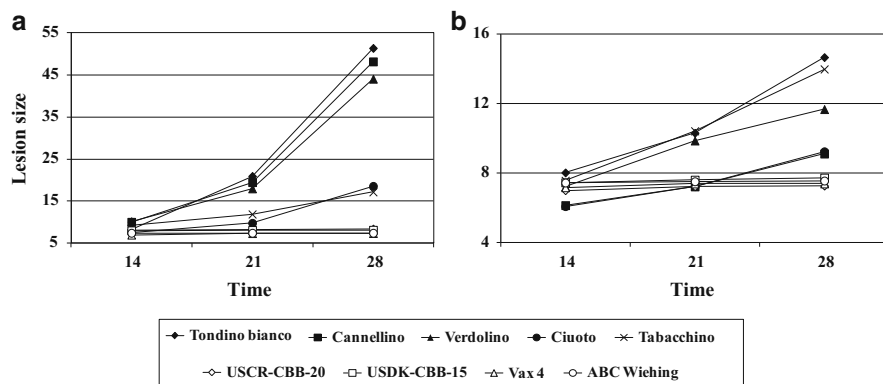 a
b
55
45
35
25
15
5
Lesion size
14 21 28
Time
16
12
8
4
14 21 28
Time
Tondino bianco Cannellino Verdolino Ciuoto Tabacchino
USCR-CBB-20 USDK-CBB-15 Vax 4 ABC Wiehing